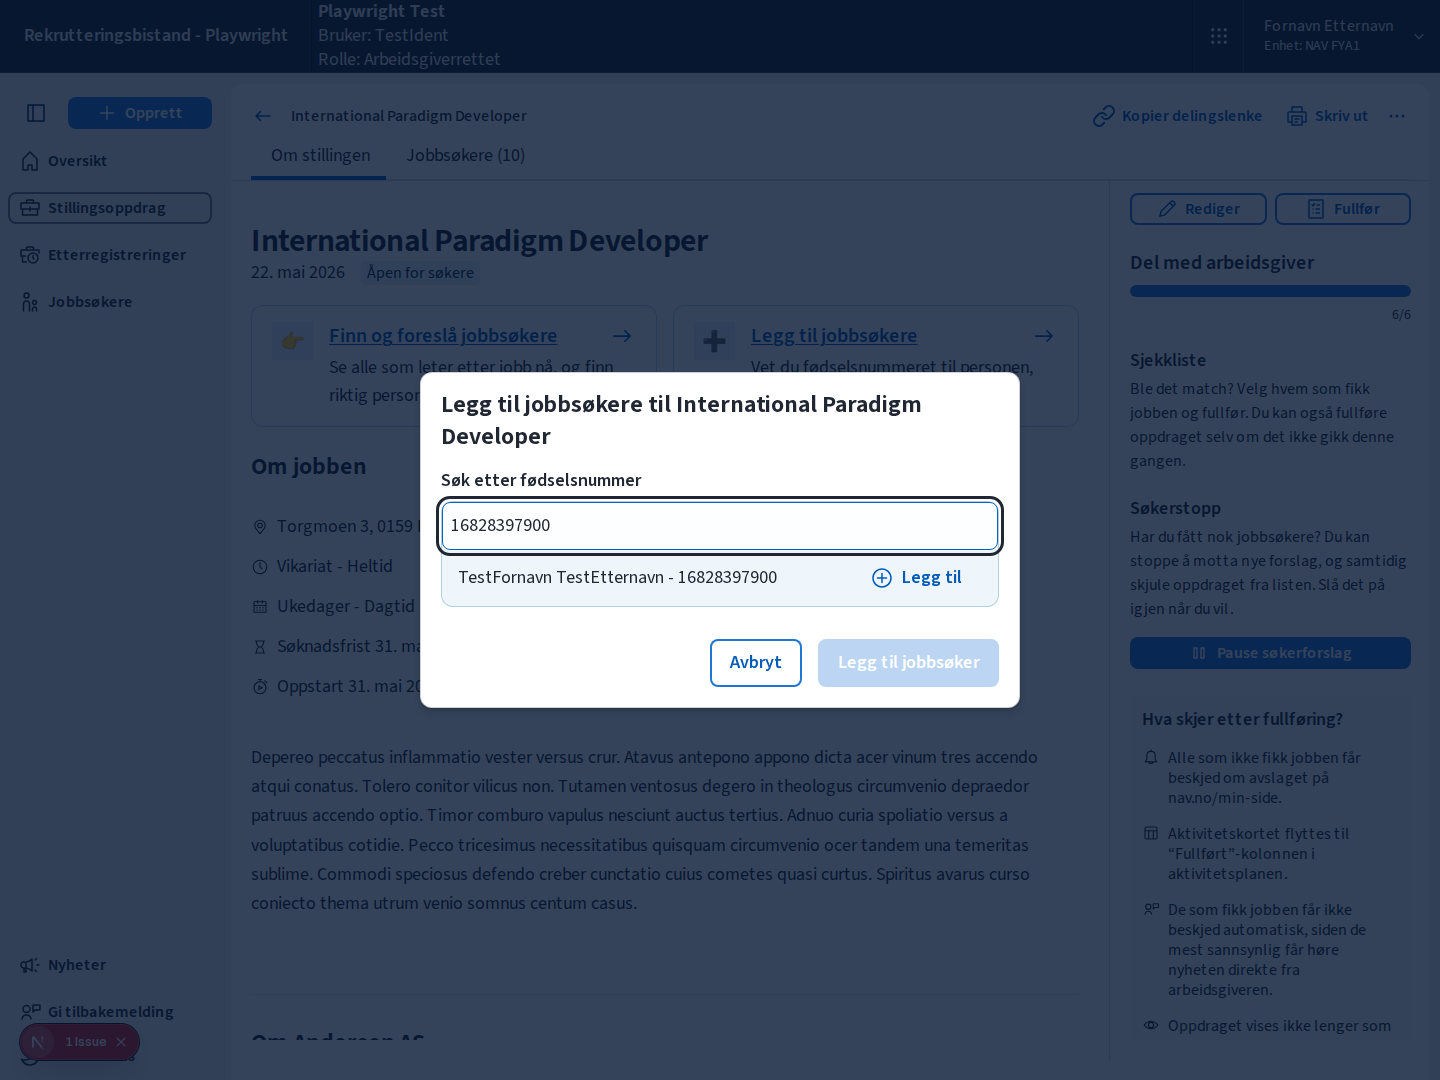 Rekrutteringsbistand - Playwright
Playwright Test
Bruker: TestIdent
Rolle: Arbeidsgiverrettet
Fornavn Etternavn
Enhet: NAV FYA1
Opprett
Oversikt
Stillingsoppdrag
Etterregistreringer
Jobbsøkere
International Paradigm Developer
Kopier delingslenke
Skriv ut
Om stillingen
Jobbsøkere (10)
International Paradigm Developer
22. mai 2026
Åpen for søkere
Finn og foreslå jobbsøkere
Se alle som leter etter jobb nå, og finn
riktig
Legg til jobbsøkere
Vet du fødselsnummeret til personen,
Om jobben
Torgmoen 3, 0159
Vikariat - Heltid
Ukedager - Dagtid
Søknadsfrist 31.
Oppstart 31. mai
Legg til jobbsøkere til International Paradigm
Developer
Søk etter fødselsnummer
16828397900
TestFornavn TestEtternavn - 16828397900
Legg til
Avbryt
Legg til jobbsøker
Depereo peccatus inflammatio vester versus crur. Atavus antepono appono dicta acer vinum tres accendo
atqui conatus. Tolero conitor vilicus non. Tutamen ventosus degero in theologus circumvenio depraedor
patruus accendo optio. Timor comburo vapulus nesciunt auctus tertius. Adnuo curia spoliatio versus a
voluptatibus cotidie. Pecco tricesimus necessitatibus quisquam circumvenio ocer tandem una temeritas
sublime. Commodi speciosus defendo creber cunctatio cuius cometes quasi curtus. Spiritus avarus curso
coniecto thema utrum venio somnus centum casus.
Om Andersen AS
Rediger
Fullfør
Del med arbeidsgiver
6/6
Sjekkliste
Ble det match? Velg hvem som fikk
jobben og fullfør. Du kan også fullføre
oppdraget selv om det ikke gikk denne
gangen.
Søkerstopp
Har du fått nok jobbsøkere? Du kan
stoppe å motta nye forslag, og samtidig
skjule oppdraget fra listen. Slå det på
igjen når du vil.
Pause søkerforslag
Hva skjer etter fullføring?
Alle som ikke fikk jobben får
beskjed om avslaget på
nav.no/min-side.
Aktivitetskortet flyttes til
“Fullført”-kolonnen i
aktivitetsplanen.
De som fikk jobben får ikke
beskjed automatisk, siden de
mest sannsynlig får høre
nyheten direkte fra
arbeidsgiveren.
Oppdraget vises ikke lenger som
Nyheter
Gi tilbakemelding
1 Issue